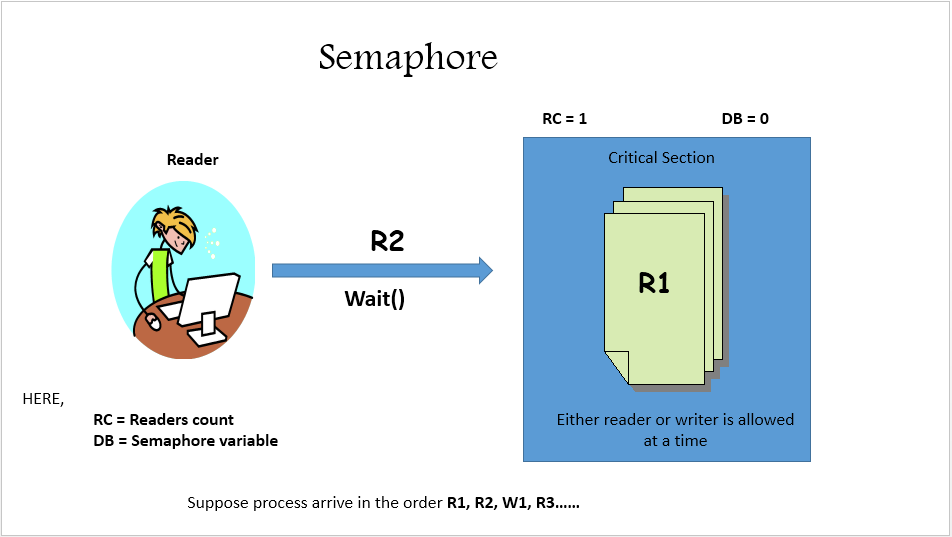 Semaphore
RC = 1
DB = 0
Reader
Critical Section
R2
R1
Wait()
HERE,
RC = Readers count
DB = Semaphore variable
Either reader or writer is allowed
at a time
Suppose process arrive in the order R1, R2, W1, R3......